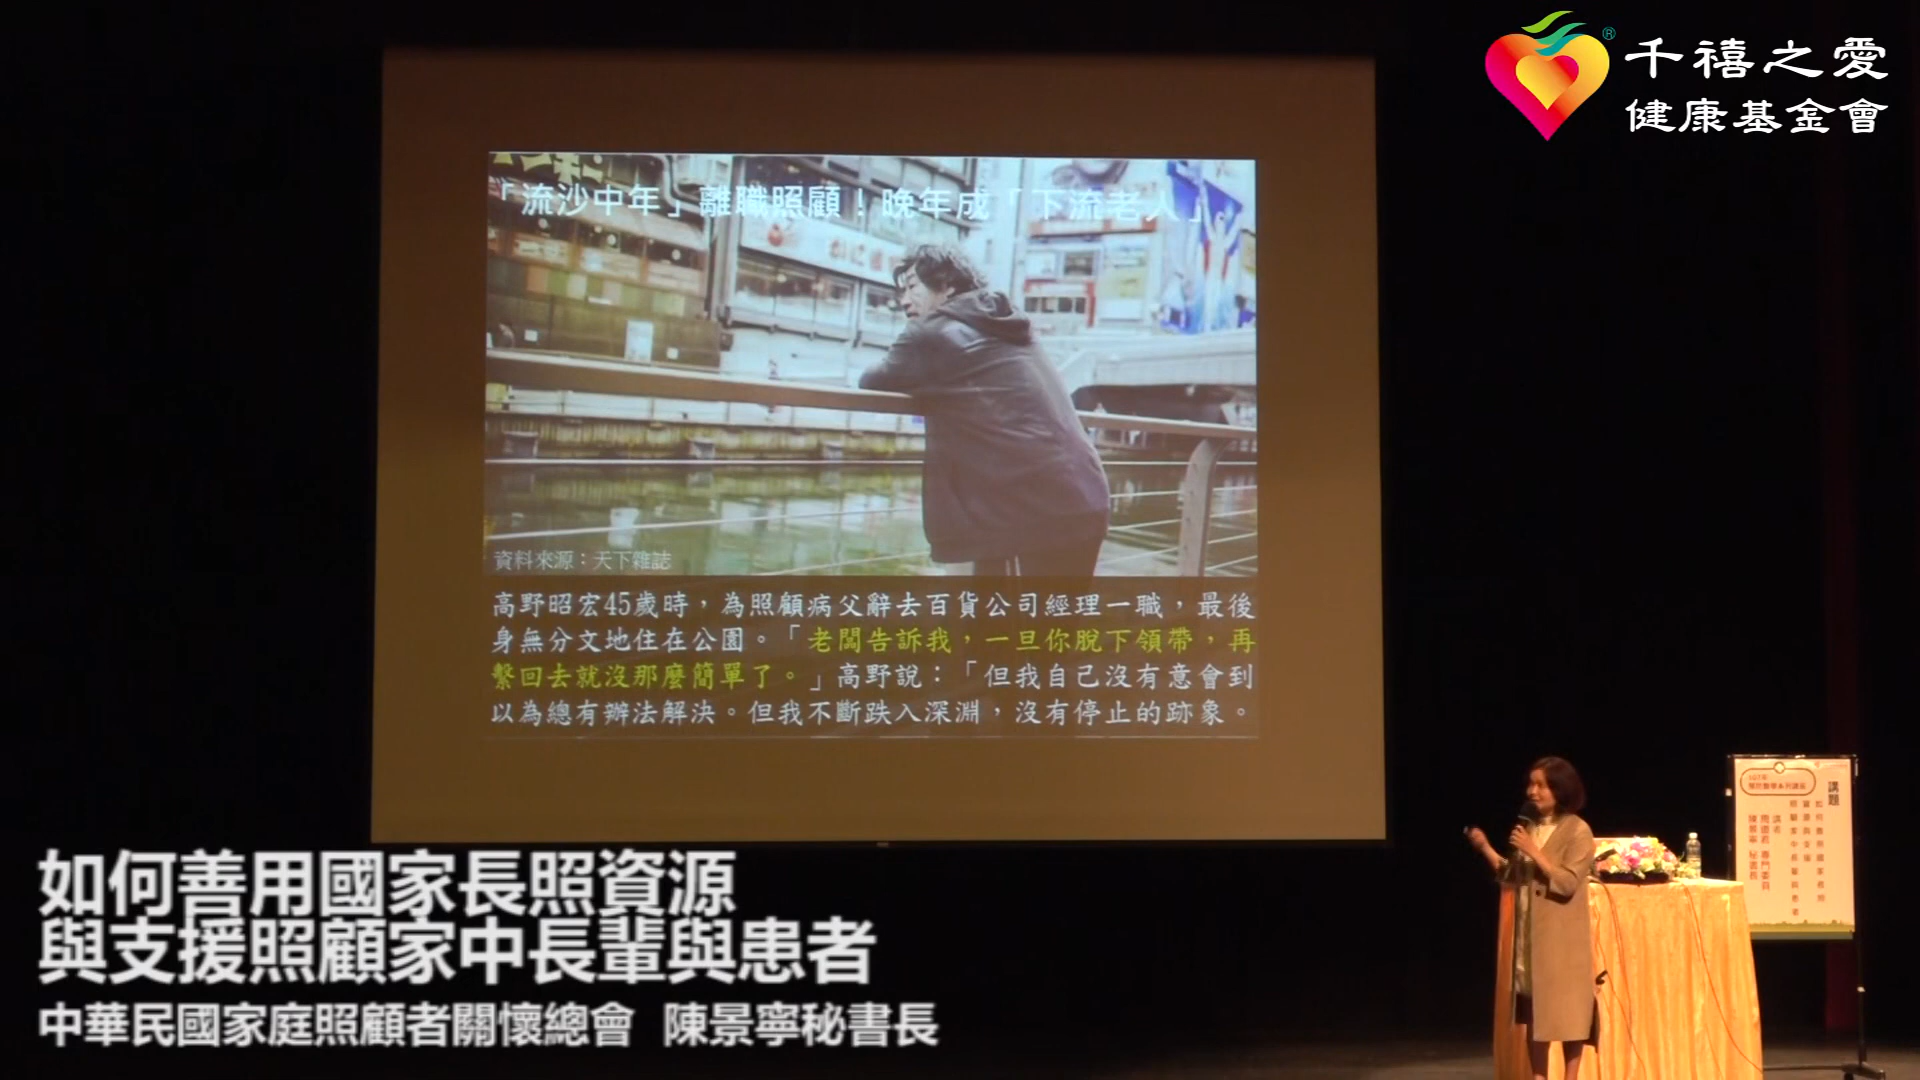 千禧之愛
健康基金會
「流沙中年」離職照顧！晚年成「下流老人」
資料來源：天下雜誌
高野昭宏45歲時，為照顧病父辭去百貨公司經理一職，最後
身無分文地住在公園。「老闆告訴我，一旦你脫下領帶，再
繫回去就沒那麼簡單了。」高野說：「但我自己沒有意會到
以為總有辦法解決。但我不斷跌入深淵，沒有停止的跡象。
講題
講者
如何善用國家長照資源
與支援照顧家中長輩與患者
中華民國家庭照顧者關懷總會 陳景寧秘書長